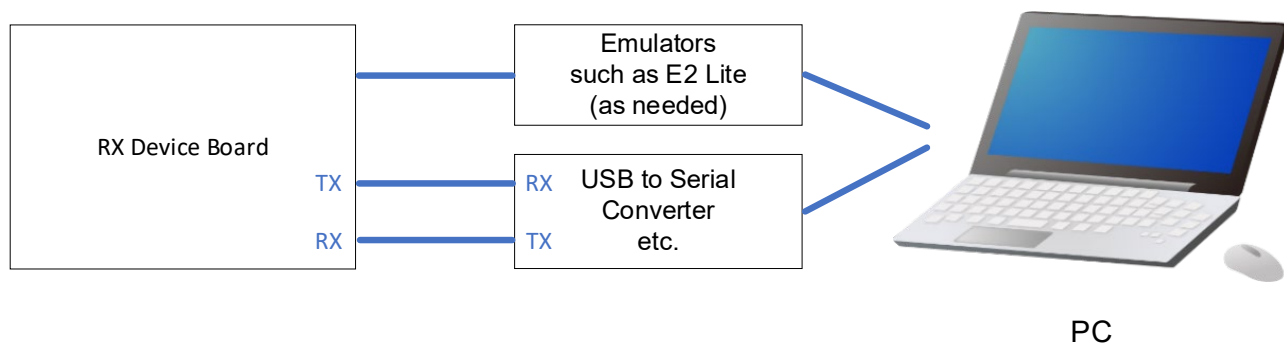 RX Device Board
TX
RX
Emulators
such as E2 Lite
(as needed)
RX
USB to Serial
Converter
etc.
TX
PC